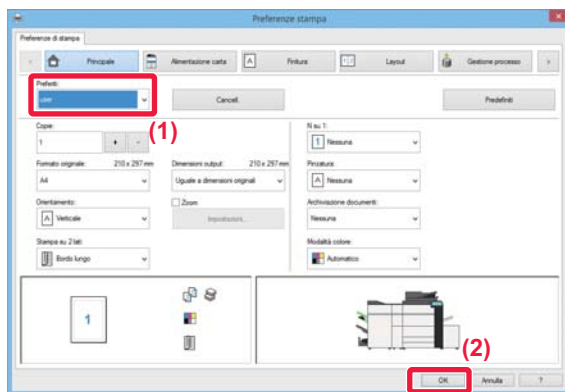 Preferenze stampa
Preferenze di stampa
Principale
Alimentazione carta
Finitura
Layout
Gestione processo
Preferiti:
user
Cancell.
Predefiniti
(1)
Copie:
1
N su 1:
1 Nessuna
Formato originale: 210 x 297 mm
A4
Dimensioni output: 210 x 297 mm
Uguale a dimensioni originali
Pinzatura:
Nessuna
Orientamento:
A Verticale
Zoom
Impostazioni...
Archiviazione documenti:
Nessuna
Stampa su 2 lati:
Bordo lungo
Modalità colore:
Automatico
1
(2)
OK
Annulla
?